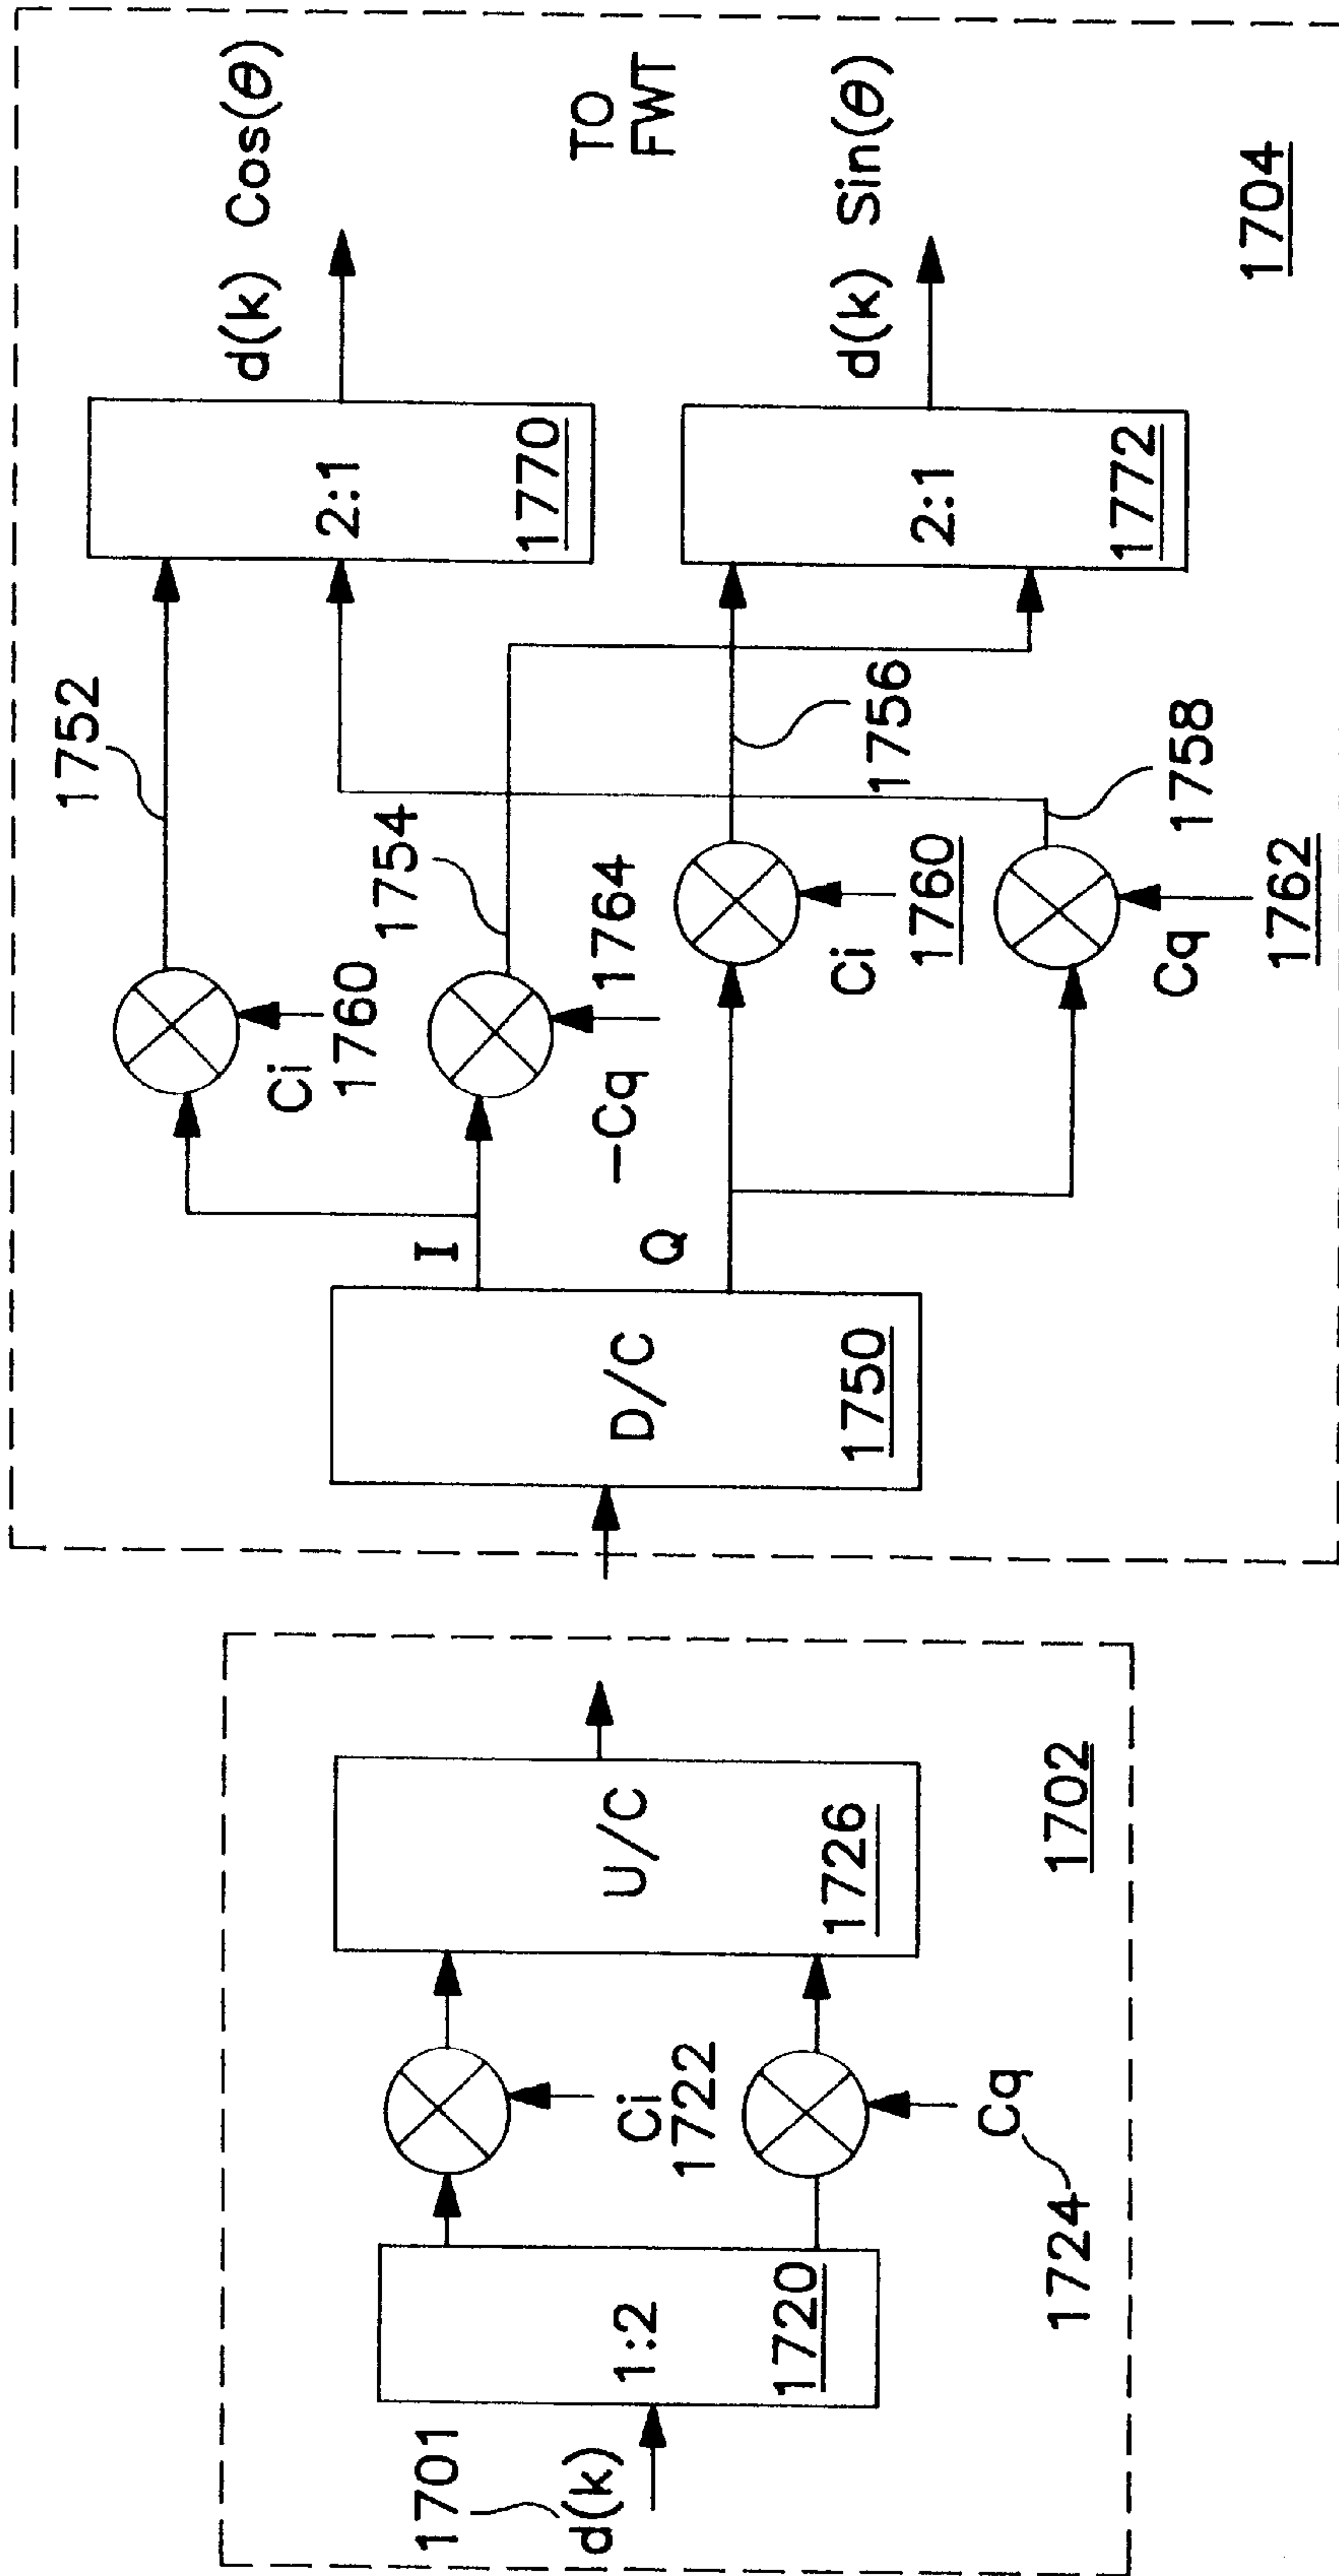 1701
d(k)
1:2
1720
Ci
1722
Cq
1724
U/C
1726
1702
D/C
1750
I
Q
Ci
1760
1752
-Cq
1764
1754
Ci
1760
1756
Cq
1762
1758
2:1
1770
2:1
1772
d(k) Cos(θ)
TO
FWT
d(k) Sin(θ)
1704